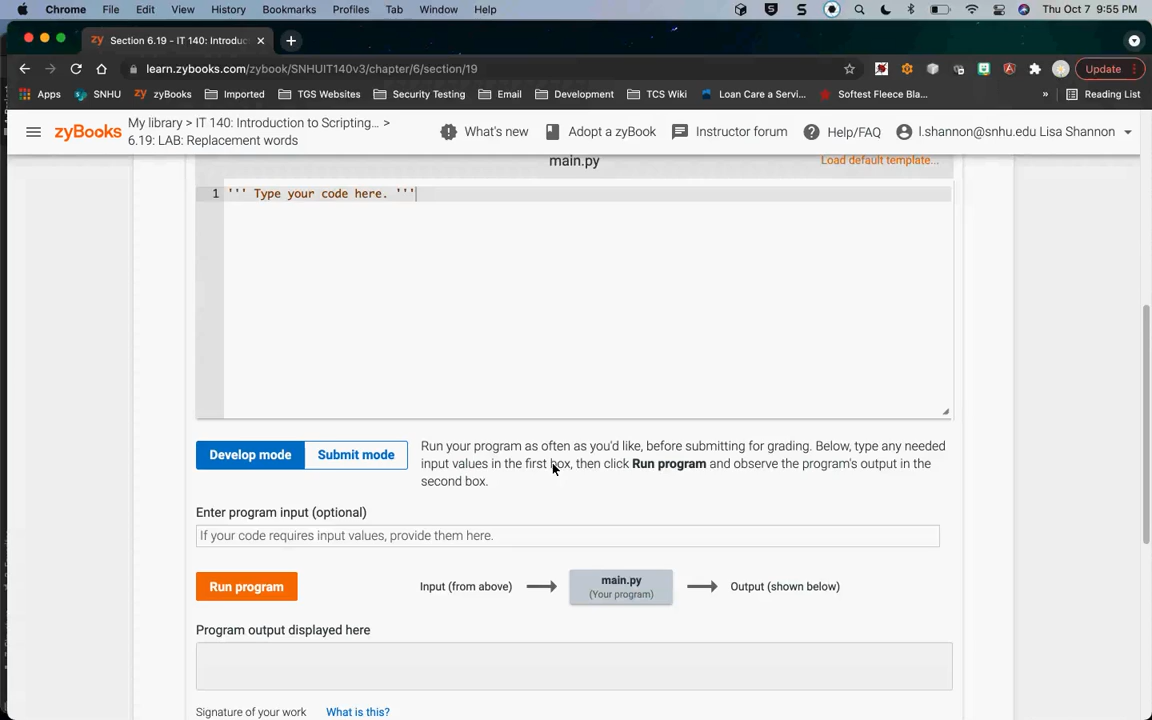 Chrome File Edit View History Bookmarks Profiles Tab Window Help Thu Oct 7 9:55 PM
Section 6.19 - IT 140: Introduc
learn.zybooks.com/zybook/SNHUIT140v3/chapter/6/section/19 Update
Apps SNHU zyBooks Imported TGS Websites Security Testing Email Development TCS Wiki Loan Care a Servi... Softest Fleece Bla... » Reading List
zyBooks My library > IT 140: Introduction to Scripting... > What's new Adopt a zyBook Instructor forum Help/FAQ l.shannon@snhu.edu Lisa Shannon
6.19: LAB: Replacement words
main.py Load default template...
1 ''' Type your code here. '''
Develop mode Submit mode Run your program as often as you'd like, before submitting for grading. Below, type any needed
input values in the first box, then click Run program and observe the program's output in the
second box.
Enter program input (optional)
If your code requires input values, provide them here.
Run program Input (from above) main.py Output (shown below)
(Your program)
Program output displayed here
Signature of your work What is this?